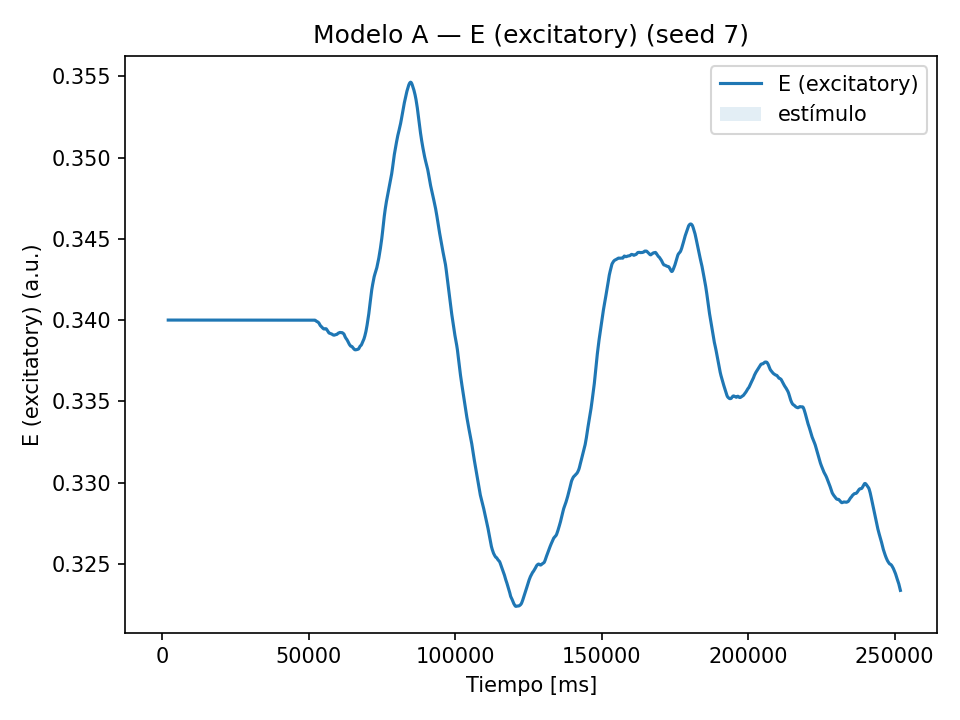 Modelo A — E (excitatory) (seed 7)
E (excitatory)
estímulo
E (excitatory) (a.u.)
0.355
0.350
0.345
0.340
0.335
0.330
0.325
0 50000 100000 150000 200000 250000
Tiempo [ms]